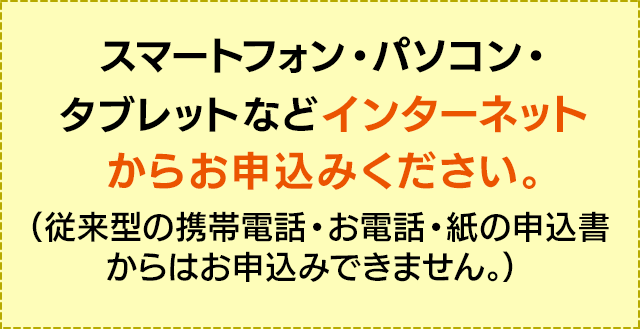 スマートフォン・パソコン・
タブレットなどインターネット
からお申込みください。
（従来型の携帯電話・お電話・紙の申込書
からはお申込みできません。）